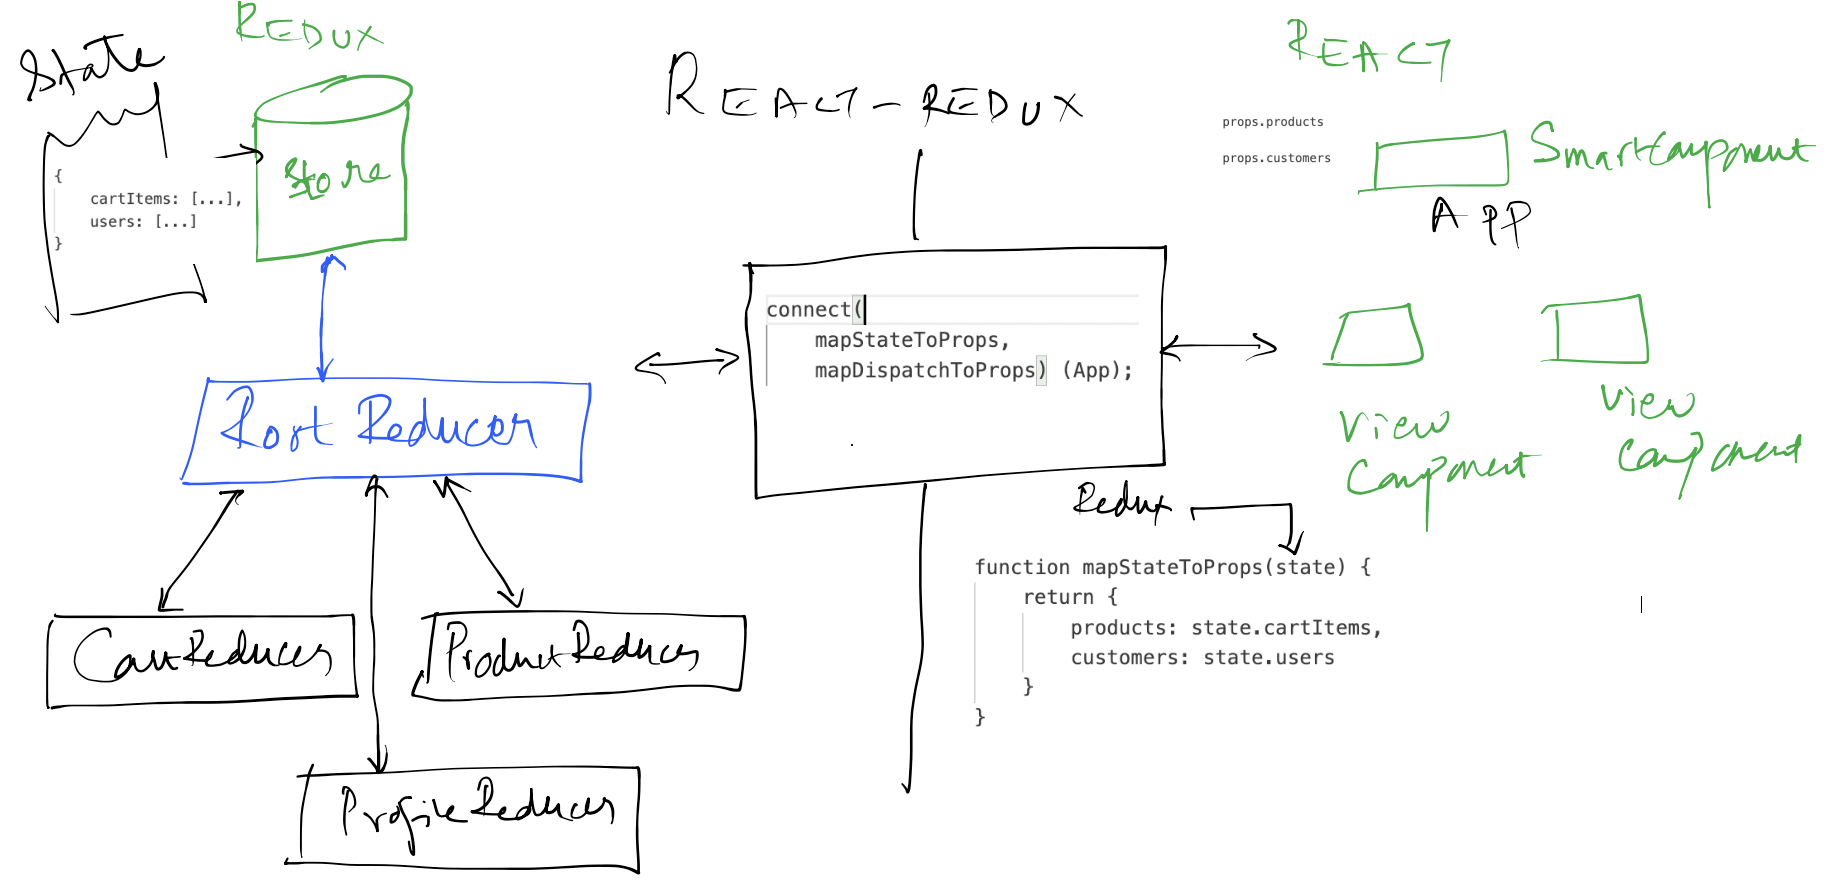 State
REDUX
{
cartItems: [...],
users: [...]
}
Store
Root Reducer
CartReducer
ProductReducer
ProfileReducer
REACT-REDUX
connect(
mapStateToProps,
mapDispatchToProps) (App);
Redux
function mapStateToProps(state) {
return {
products: state.cartItems,
customers: state.users
}
}
REACT
props.products
props.customers
SmartComponent
App
View
Component
View
Component